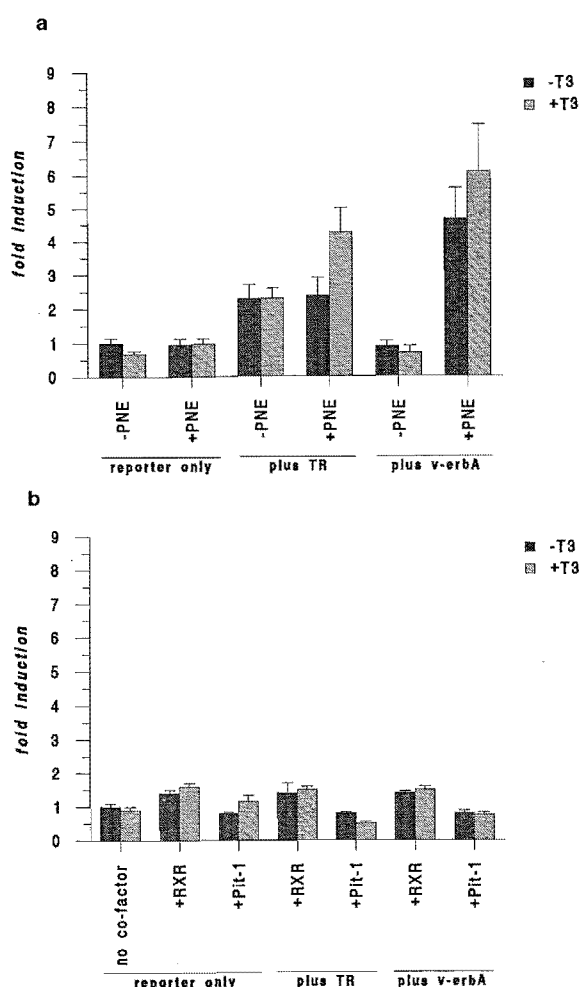 a
9
8
7
6
5
4
3
2
1
0
fold induction
-T3
+T3
-PNE
+PNE
-PNE
+PNE
-PNE
+PNE
reporter only
plus TR
plus v-erbA
b
9
8
7
6
5
4
3
2
1
0
fold induction
-T3
+T3
no co-factor
+RXR
+Pit-1
+RXR
+Pit-1
+RXR
+Pit-1
reporter only
plus TR
plus v-erbA